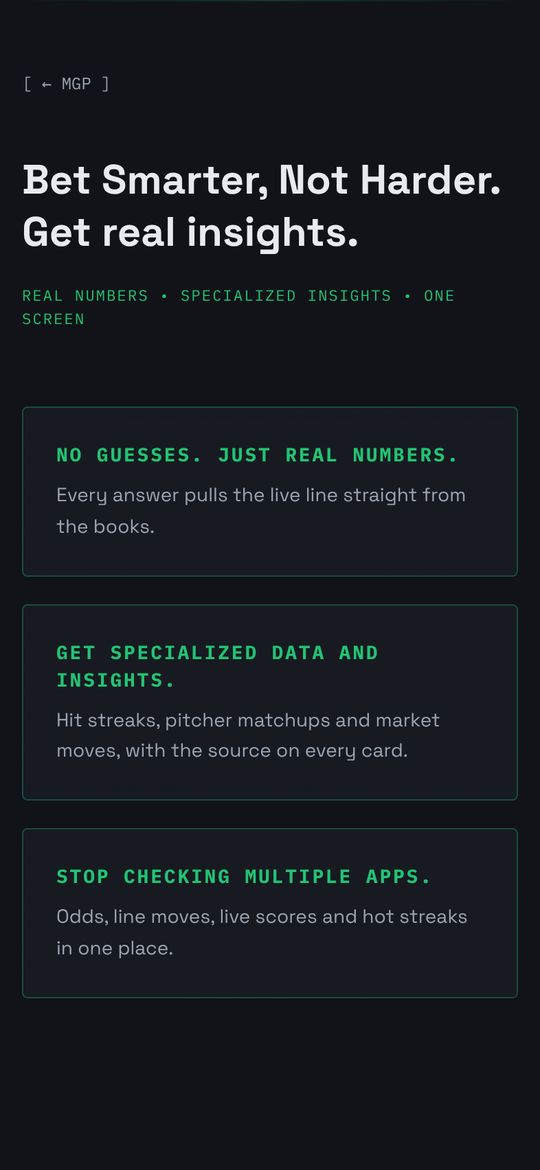 [ ← MGP ]
Bet Smarter, Not Harder.
Get real insights.
REAL NUMBERS • SPECIALIZED INSIGHTS • ONE
SCREEN
NO GUESSES. JUST REAL NUMBERS.
Every answer pulls the live line straight from
the books.
GET SPECIALIZED DATA AND
INSIGHTS.
Hit streaks, pitcher matchups and market
moves, with the source on every card.
STOP CHECKING MULTIPLE APPS.
Odds, line moves, live scores and hot streaks
in one place.